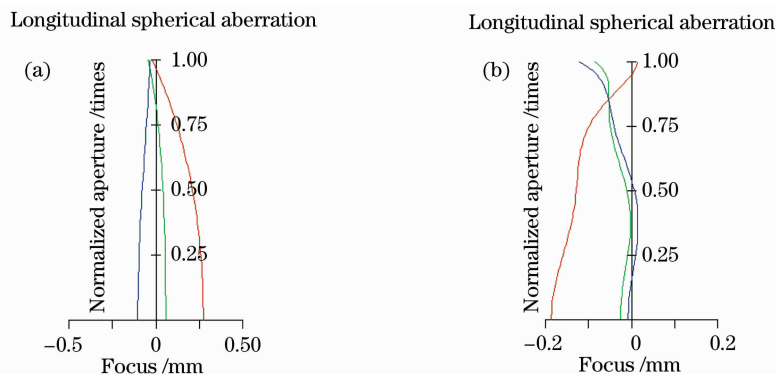 Longitudinal spherical aberration
(a)
Normalized aperture /times
1.00
0.75
0.50
0.25
−0.5
0
0.50
Focus /mm
Longitudinal spherical aberration
(b)
Normalized aperture /times
1.00
0.75
0.50
0.25
−0.2
0
0.2
Focus /mm